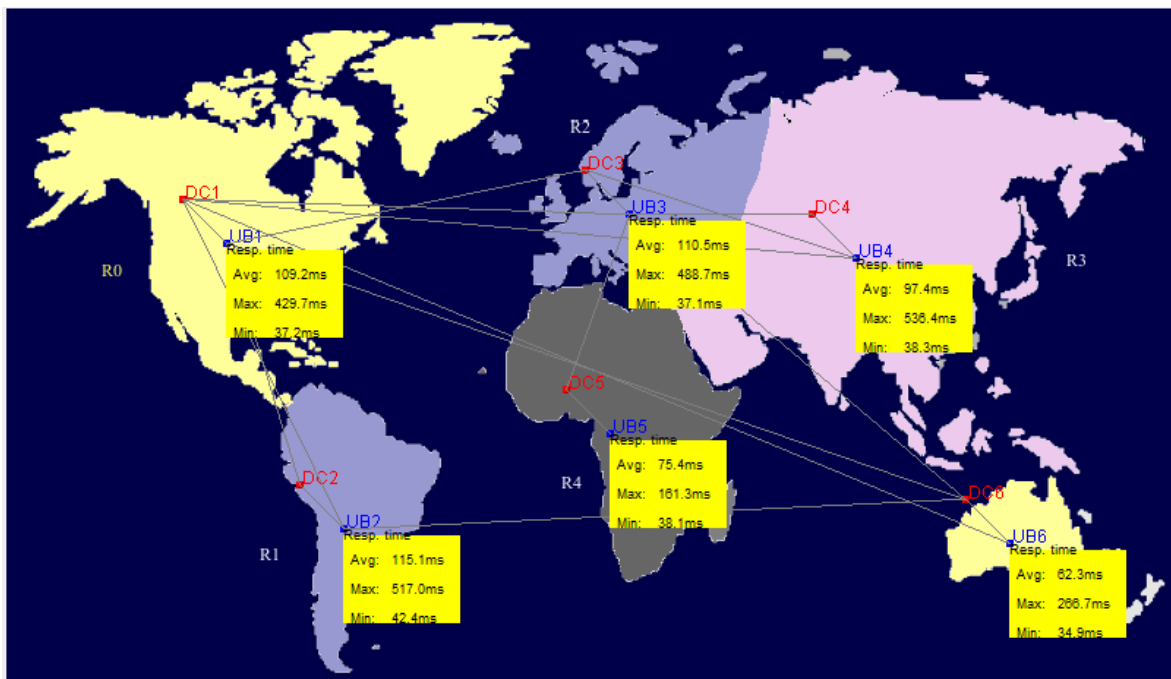 R2
DC3
DC1
DC4
UB3
Resp. time
Avg: 110.5ms
Max: 488.7ms
Min: 37.1ms
UB1
Resp. time
Avg: 109.2ms
Max: 429.7ms
Min: 37.2ms
R0
UB4
Resp. time
Avg: 97.4ms
Max: 536.4ms
Min: 38.3ms
R3
DC5
UB5
Resp. time
Avg: 75.4ms
Max: 161.3ms
Min: 38.1ms
R4
DC2
UB2
Resp. time
Avg: 115.1ms
Max: 517.0ms
Min: 42.4ms
R1
DC6
UB6
Resp. time
Avg: 62.3ms
Max: 266.7ms
Min: 34.9ms